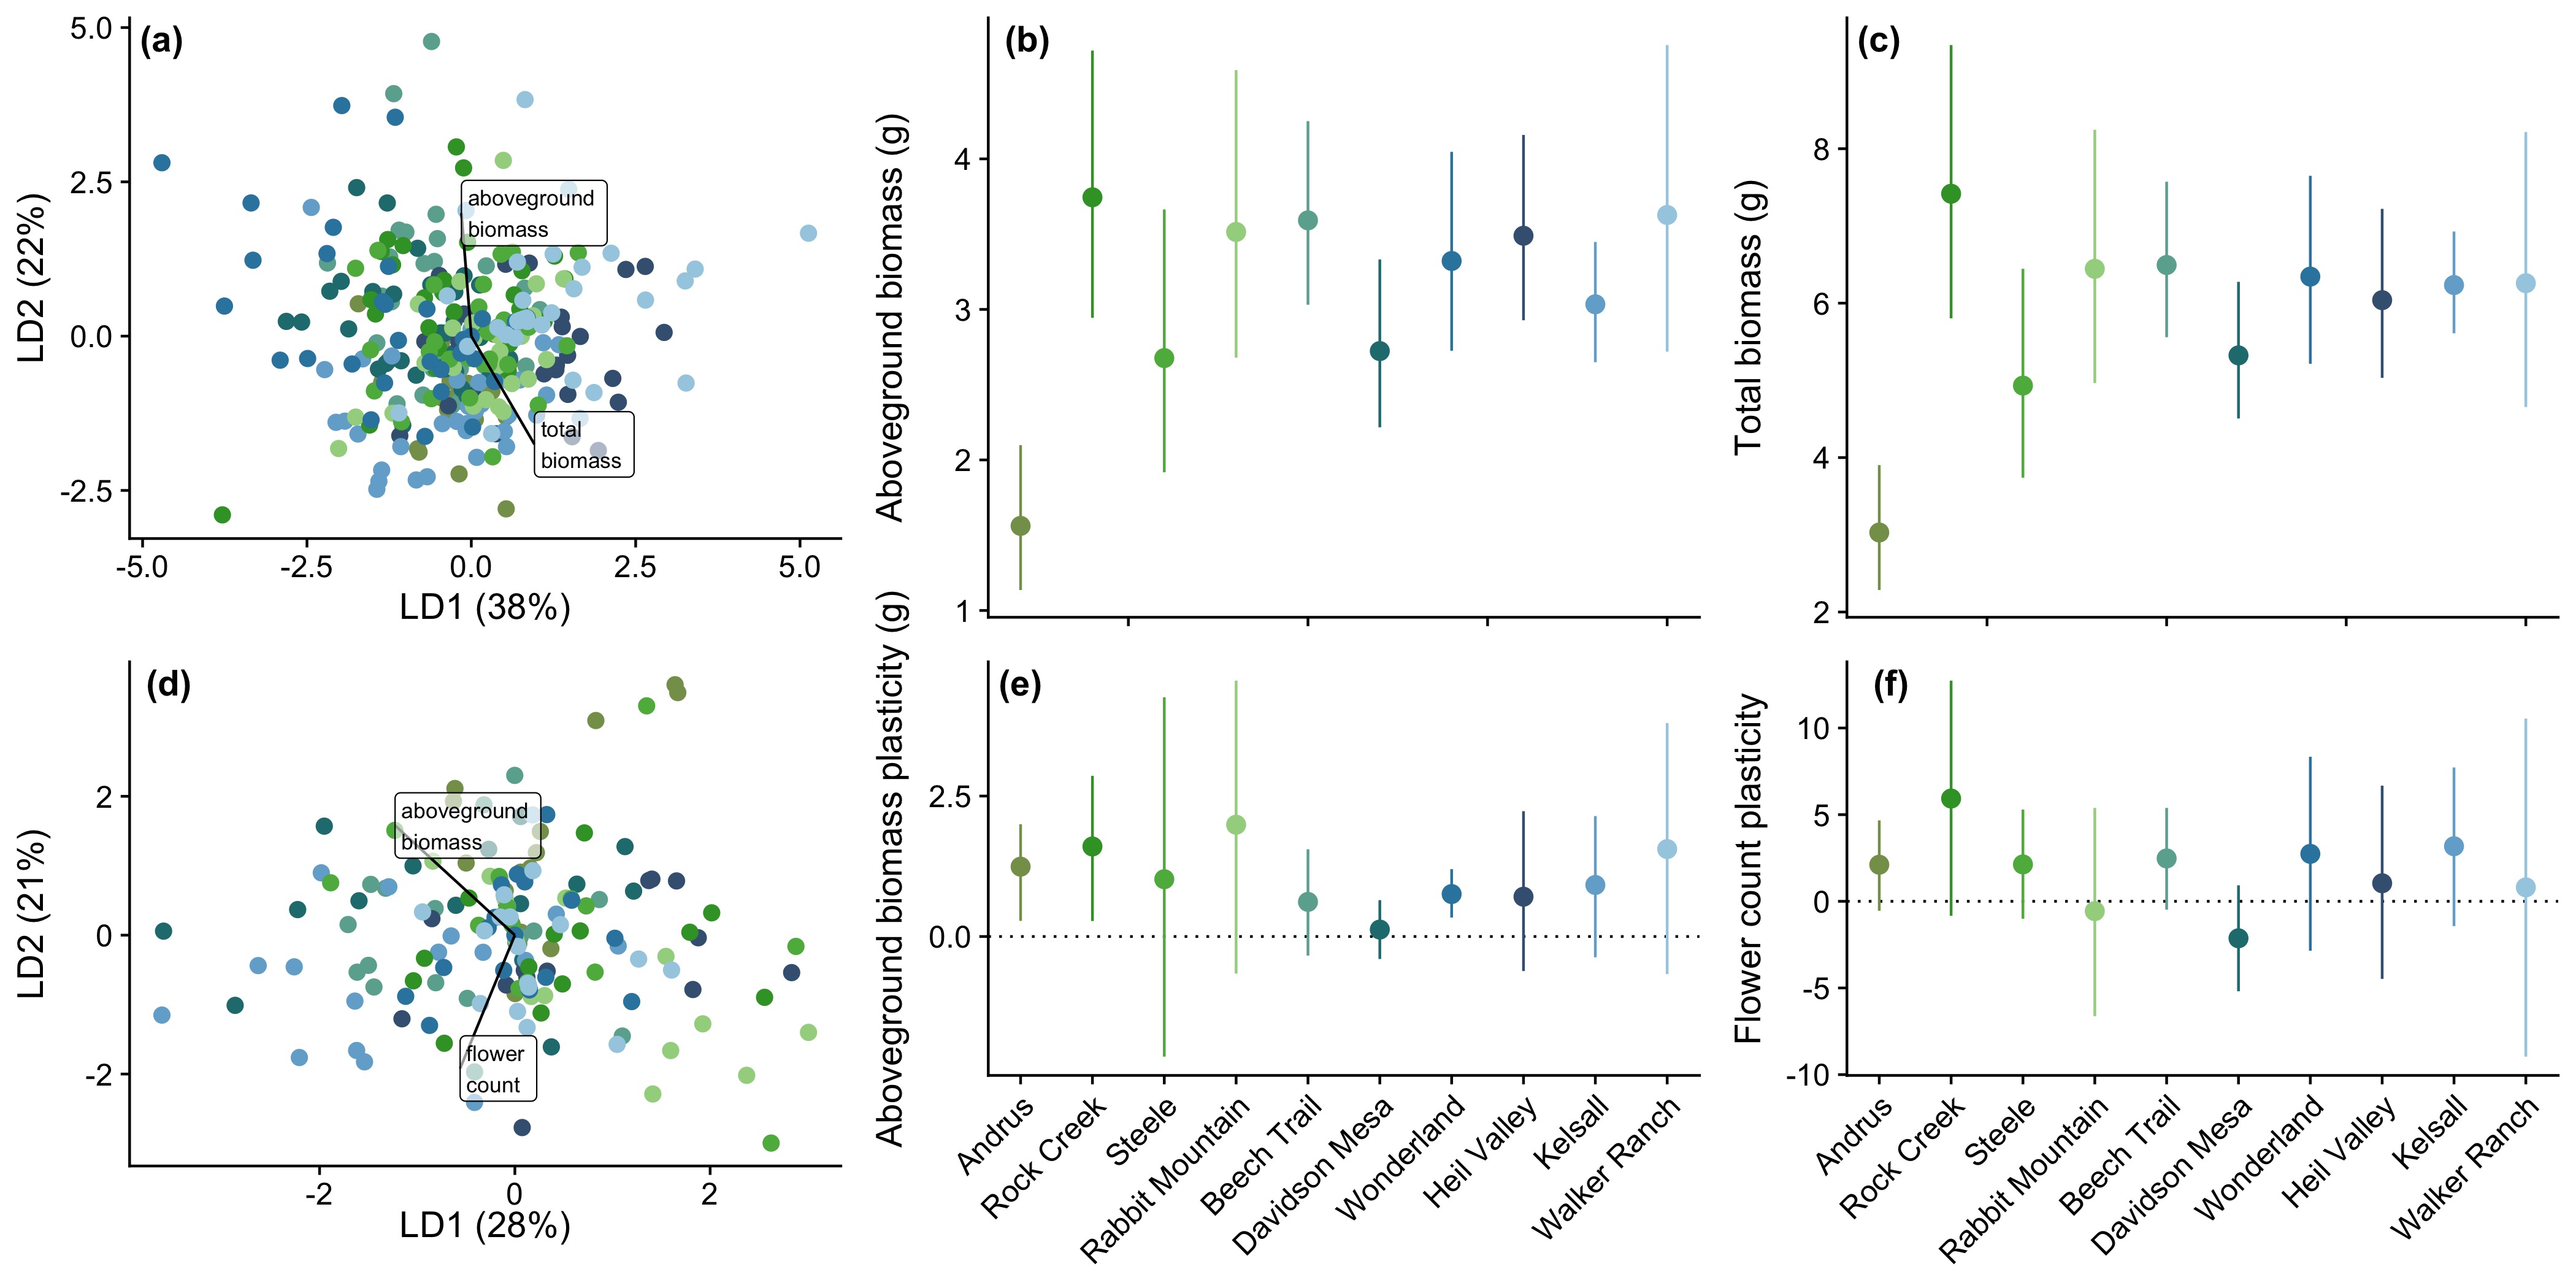 (a)
5.0
2.5
0.0
-2.5
LD2 (22%)
aboveground
biomass
total
biomass
-5.0
-2.5
0.0
2.5
5.0
LD1 (38%)
(b)
Aboveground biomass (g)
4
3
2
1
(c)
Total biomass (g)
8
6
4
2
(d)
LD2 (21%)
2
0
-2
aboveground
biomass
flower
count
-2
0
2
LD1 (28%)
(e)
Aboveground biomass plasticity (g)
2.5
0.0
Andrus
Rock Creek
Steele
Rabbit Mountain
Beech Trail
Davidson Mesa
Wonderland
Heil Valley
Kelsall
Walker Ranch
(f)
Flower count plasticity
10
5
0
-5
-10
Andrus
Rock Creek
Steele
Rabbit Mountain
Beech Trail
Davidson Mesa
Wonderland
Heil Valley
Kelsall
Walker Ranch